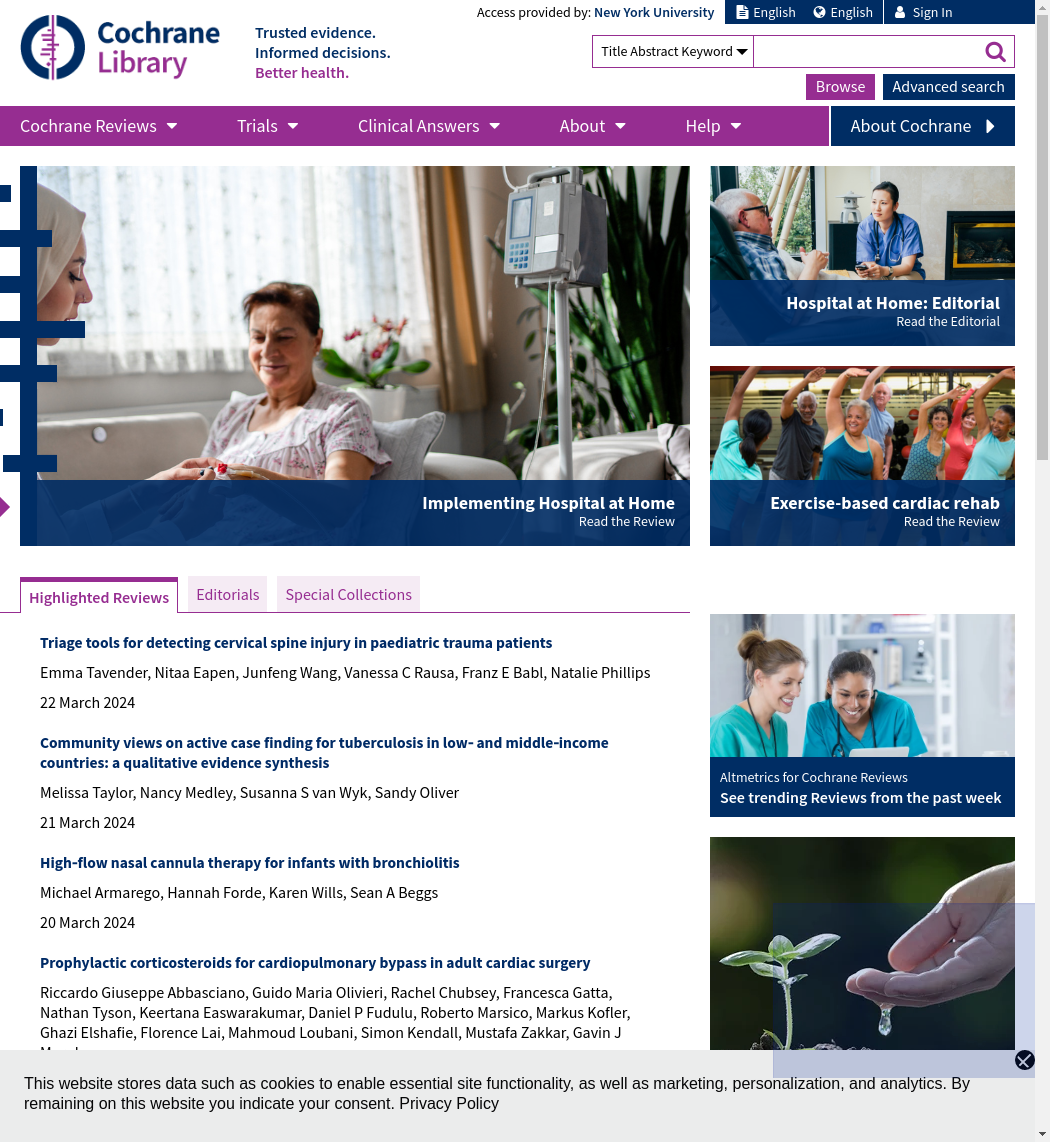 Access provided by: New York University
English
English
Sign In
Cochrane
Library
Trusted evidence.
Informed decisions.
Better health.
Title Abstract Keyword
Browse
Advanced search
Cochrane Reviews
Trials
Clinical Answers
About
Help
About Cochrane
Implementing Hospital at Home
Read the Review
Hospital at Home: Editorial
Read the Editorial
Exercise-based cardiac rehab
Read the Review
Highlighted Reviews
Editorials
Special Collections
Triage tools for detecting cervical spine injury in paediatric trauma patients
Emma Tavender, Nitaa Eapen, Junfeng Wang, Vanessa C Rausa, Franz E Babl, Natalie Phillips
22 March 2024
Community views on active case finding for tuberculosis in low- and middle-income
countries: a qualitative evidence synthesis
Melissa Taylor, Nancy Medley, Susanna S van Wyk, Sandy Oliver
21 March 2024
High-flow nasal cannula therapy for infants with bronchiolitis
Michael Armarego, Hannah Forde, Karen Wills, Sean A Beggs
20 March 2024
Prophylactic corticosteroids for cardiopulmonary bypass in adult cardiac surgery
Riccardo Giuseppe Abbasciano, Guido Maria Olivieri, Rachel Chubsey, Francesca Gatta,
Nathan Tyson, Keertana Easwarakumar, Daniel P Fudulu, Roberto Marsico, Markus Kofler,
Ghazi Elshafie, Florence Lai, Mahmoud Loubani, Simon Kendall, Mustafa Zakkar, Gavin J
Altmetrics for Cochrane Reviews
See trending Reviews from the past week
This website stores data such as cookies to enable essential site functionality, as well as marketing, personalization, and analytics. By
remaining on this website you indicate your consent. Privacy Policy